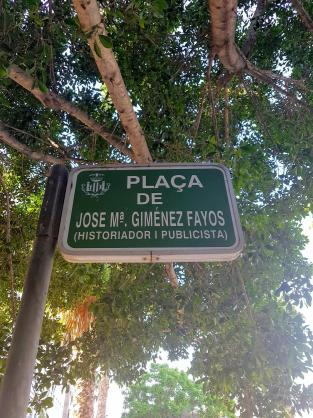 PLAÇA
DE
JOSE Mª. GIMÉNEZ FAYOS
(HISTORIADOR I PUBLICISTA)